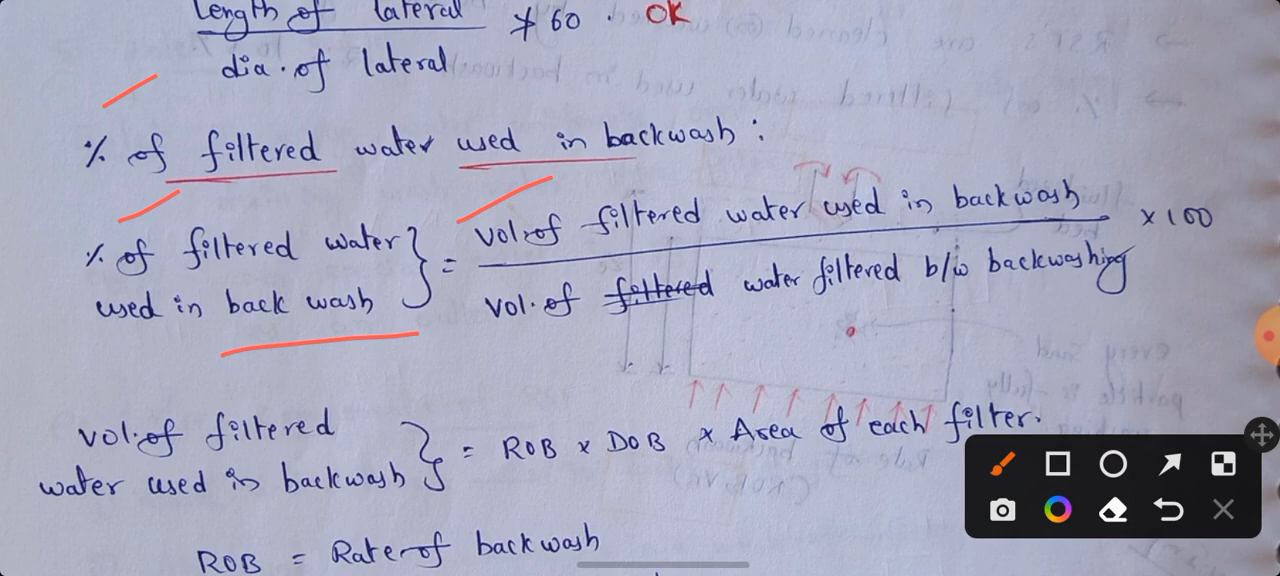 Length of lateral
dia. of lateral
≯ 60 . OK
% of filtered water used in backwash :
% of filtered water used in back wash } = vol. of filtered water used in backwash × 100
vol. of filtered water filtered b/w backwashing
vol. of filtered water used in backwash } = ROB × DOB × Area of each filter.
ROB = Rate of backwash